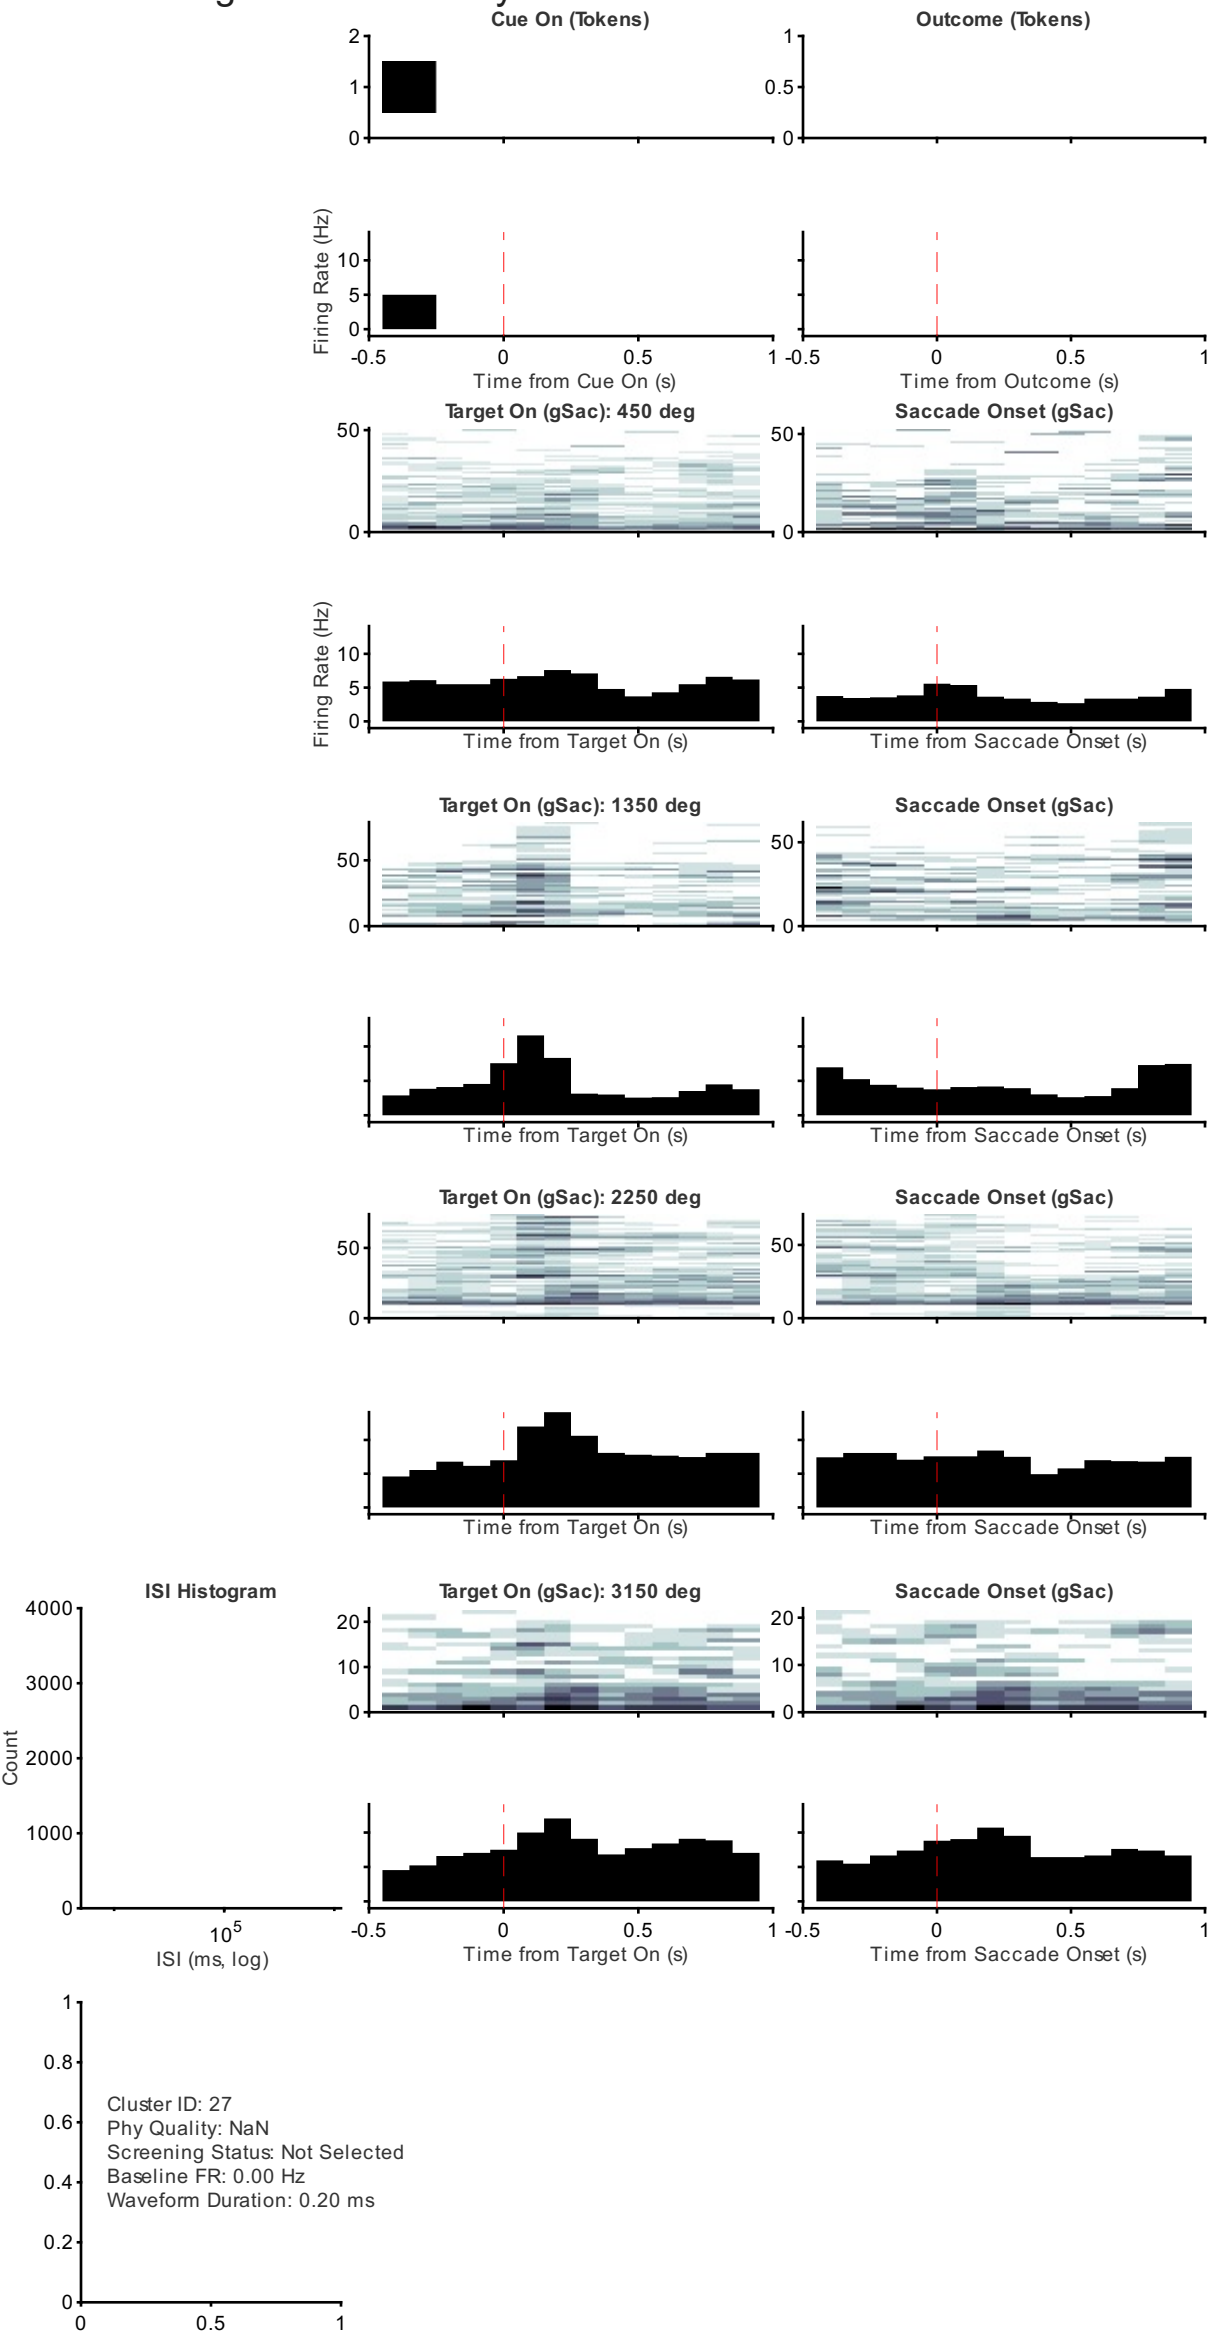 Cue On (Tokens)
Outcome (Tokens)
2
1
0
1
0.5
0
Firing Rate (Hz)
10
5
0
-0.5 0 0.5 1
-0.5 0 0.5 1
Time from Cue On (s)
Time from Outcome (s)
Target On (gSac): 450 deg
Saccade Onset (gSac)
50
0
50
0
Firing Rate (Hz)
10
5
0
Time from Target On (s)
Time from Saccade Onset (s)
Target On (gSac): 1350 deg
Saccade Onset (gSac)
50
0
50
0
Time from Target On (s)
Time from Saccade Onset (s)
Target On (gSac): 2250 deg
Saccade Onset (gSac)
50
0
50
0
Time from Target On (s)
Time from Saccade Onset (s)
ISI Histogram
Target On (gSac): 3150 deg
Saccade Onset (gSac)
4000
3000
2000
1000
0
Count
10^5
ISI (ms, log)
20
10
0
20
10
0
-0.5 0 0.5 1
-0.5 0 0.5 1
Time from Target On (s)
Time from Saccade Onset (s)
1
0.8
0.6
0.4
0.2
0
Cluster ID: 27
Phy Quality: NaN
Screening Status: Not Selected
Baseline FR: 0.00 Hz
Waveform Duration: 0.20 ms
0 0.5 1